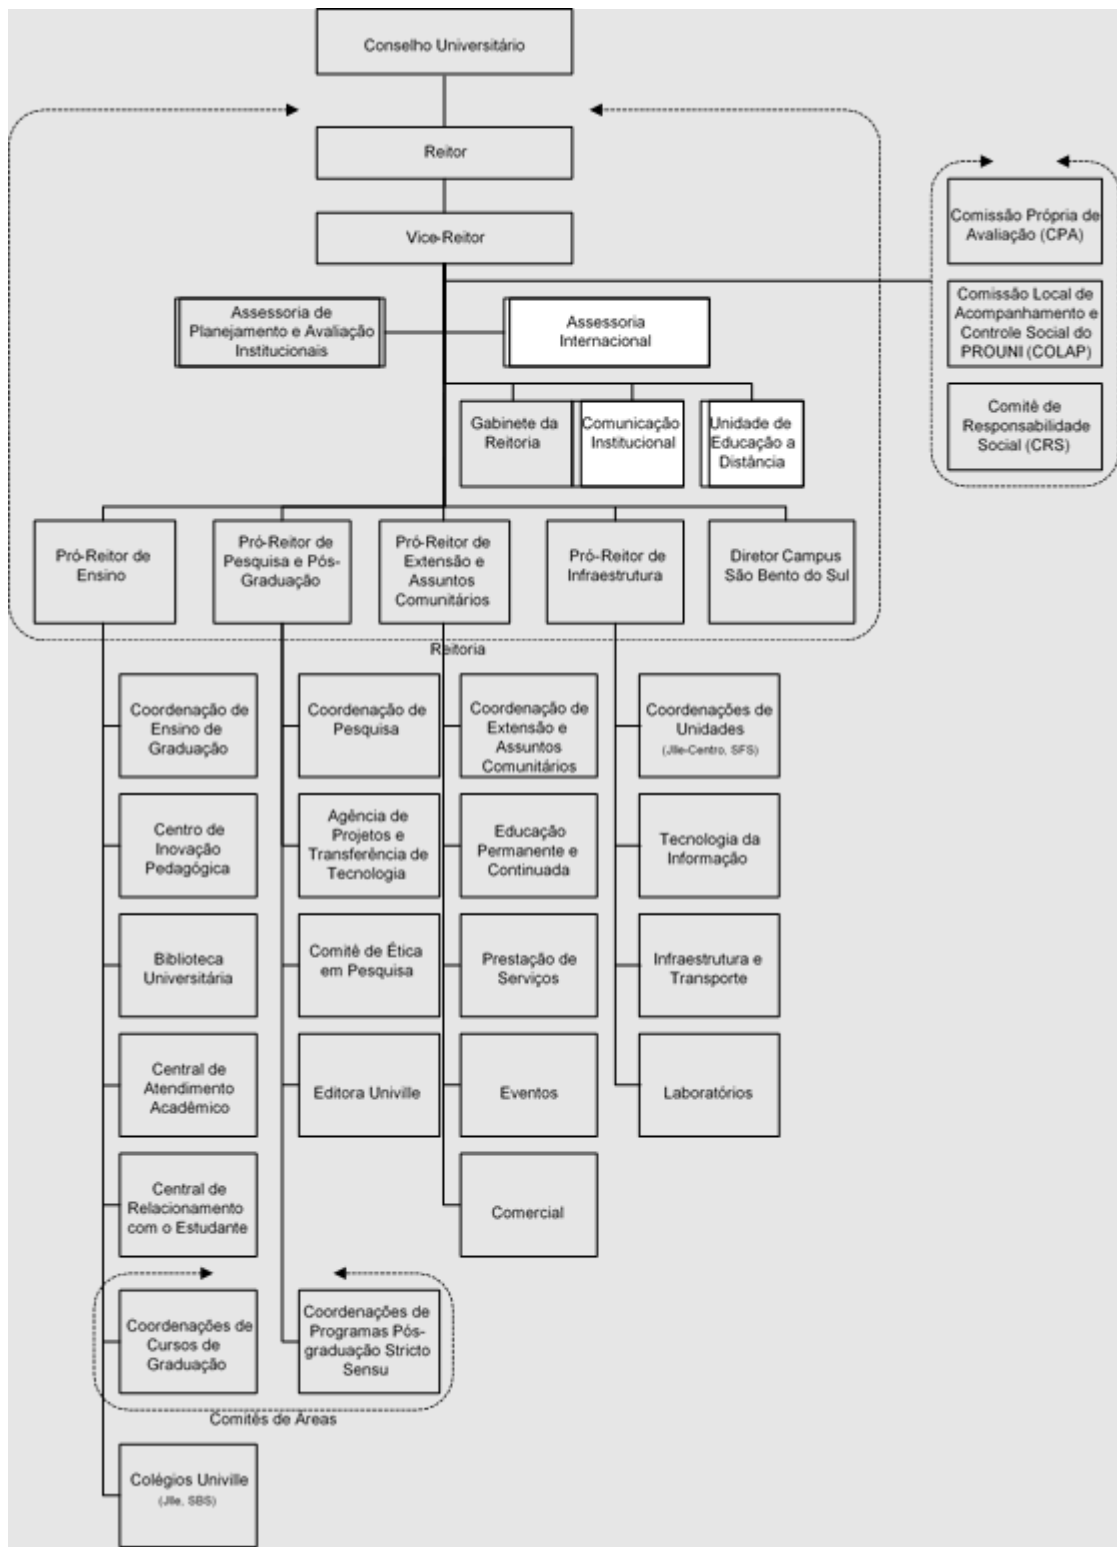 Conselho Universitário
Reitor
Vice-Reitor
Comissão Própria de
Avaliação (CPA)
Comissão Local de
Acompanhamento e
Controle Social do
PROUNI (COLAP)
Comitê de
Responsabilidade
Social (CRS)
Assessoria de
Planejamento e Avaliação
Institucionais
Assessoria
Internacional
Gabinete da
Reitoria
Comunicação
Institucional
Unidade de
Educação a
Distância
Pró-Reitor de
Ensino
Pró-Reitor de
Pesquisa e Pós-
Graduação
Pró-Reitor de
Extensão e
Assuntos
Comunitários
Pró-Reitor de
Infraestrutura
Diretor Campus
São Bento do Sul
Reitoria
Coordenação de
Ensino de
Graduação
Coordenação de
Pesquisa
Coordenação de
Extensão e
Assuntos
Comunitários
Coordenações de
Unidades
(Jlle-Centro, SFS)
Centro de
Inovação
Pedagógica
Agência de
Projetos e
Transferência de
Tecnologia
Educação
Permanente e
Continuada
Tecnologia da
Informação
Biblioteca
Universitária
Comitê de Ética
em Pesquisa
Prestação de
Serviços
Infraestrutura e
Transporte
Central de
Atendimento
Acadêmico
Editora Univille
Eventos
Laboratórios
Central de
Relacionamento
com o Estudante
Comercial
Coordenações de
Cursos de
Graduação
Coordenações de
Programas Pós-
graduação Stricto
Sensu
Comitês de Áreas
Colégios Univille
(Jlle, SBS)